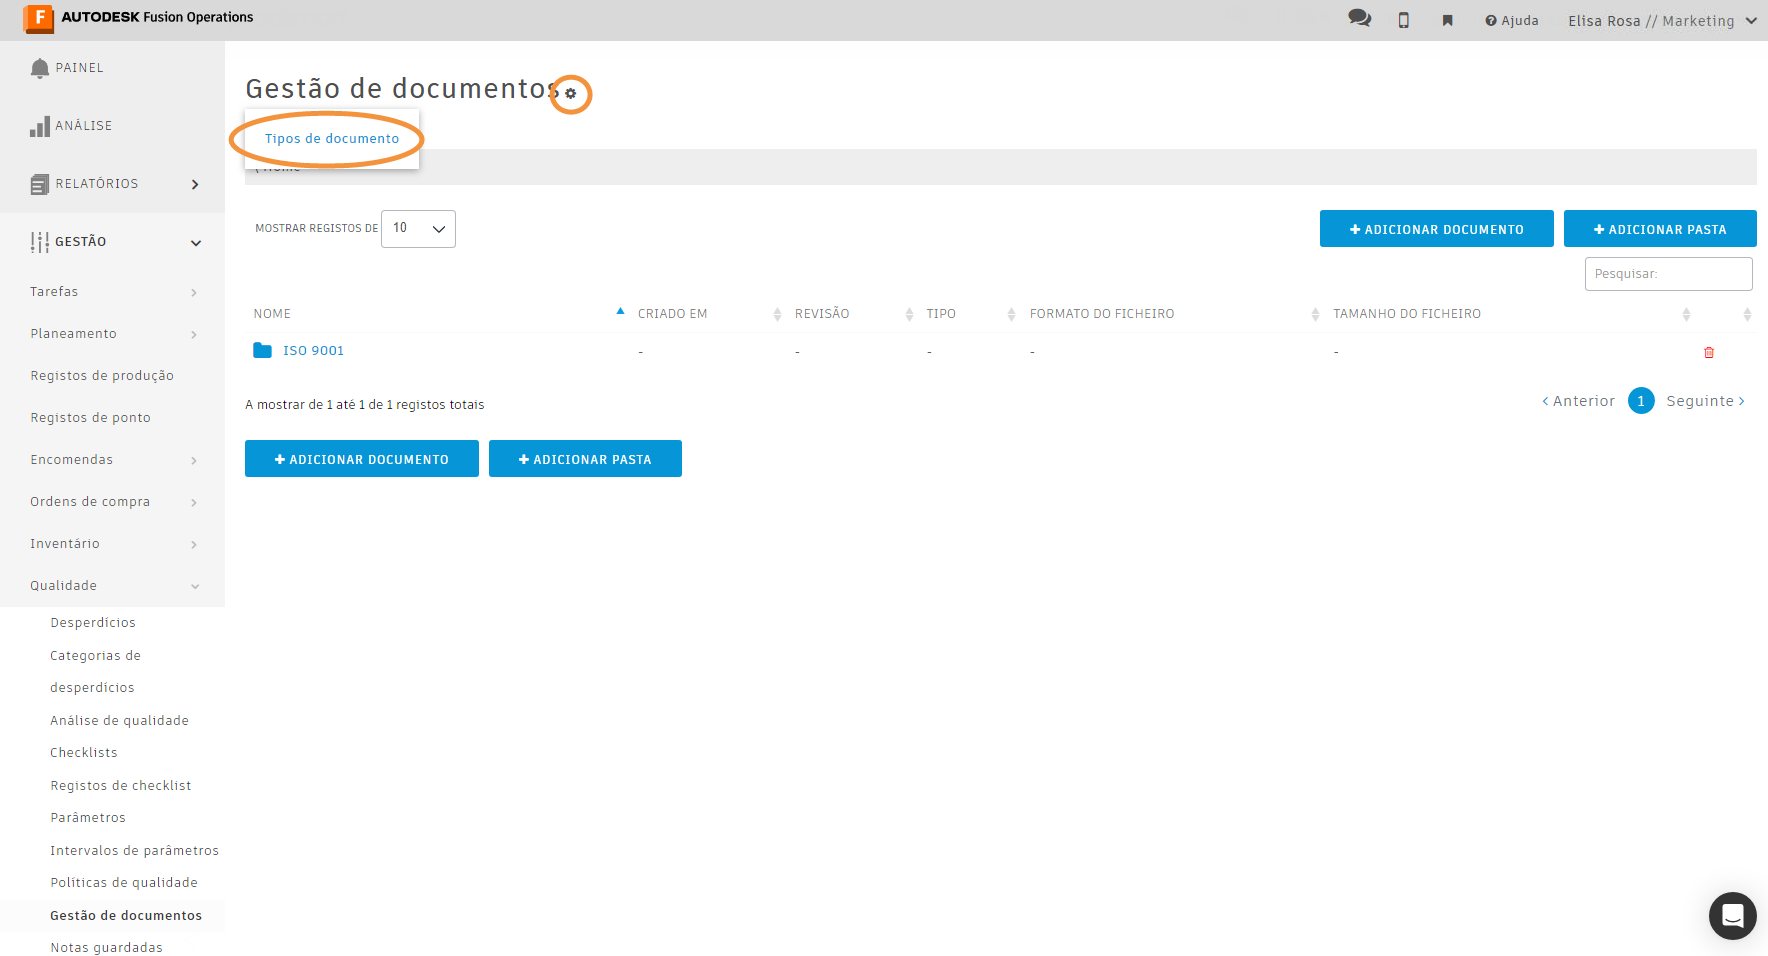 AUTODESK Fusion Operations
Ajuda
Elisa Rosa // Marketing
PAINEL
ANÁLISE
RELATÓRIOS
GESTÃO
Tarefas
Planeamento
Registos de produção
Registos de ponto
Encomendas
Ordens de compra
Inventário
Qualidade
Desperdícios
Categorias de
desperdícios
Análise de qualidade
Checklists
Registos de checklist
Parâmetros
Intervalos de parâmetros
Políticas de qualidade
Gestão de documentos
Notas guardadas
Gestão de documentos
Tipos de documento
Home
MOSTRAR REGISTOS DE 10
ADICIONAR DOCUMENTO
ADICIONAR PASTA
Pesquisar:
NOME CRIADO EM REVISÃO TIPO FORMATO DO FICHEIRO TAMANHO DO FICHEIRO
ISO 9001 - - - - -
A mostrar de 1 até 1 de 1 registos totais
‹ Anterior 1 Seguinte ›
ADICIONAR DOCUMENTO
ADICIONAR PASTA